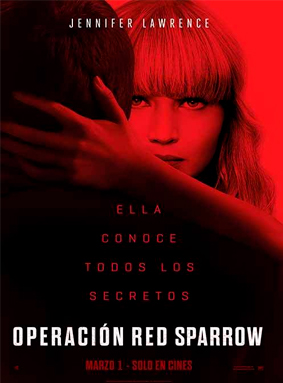 JENNIFER LAWRENCE
ELLA
CONOCE
TODOS LOS
SECRETOS
OPERACIÓN RED SPARROW
MARZO 1 - SOLO EN CINES